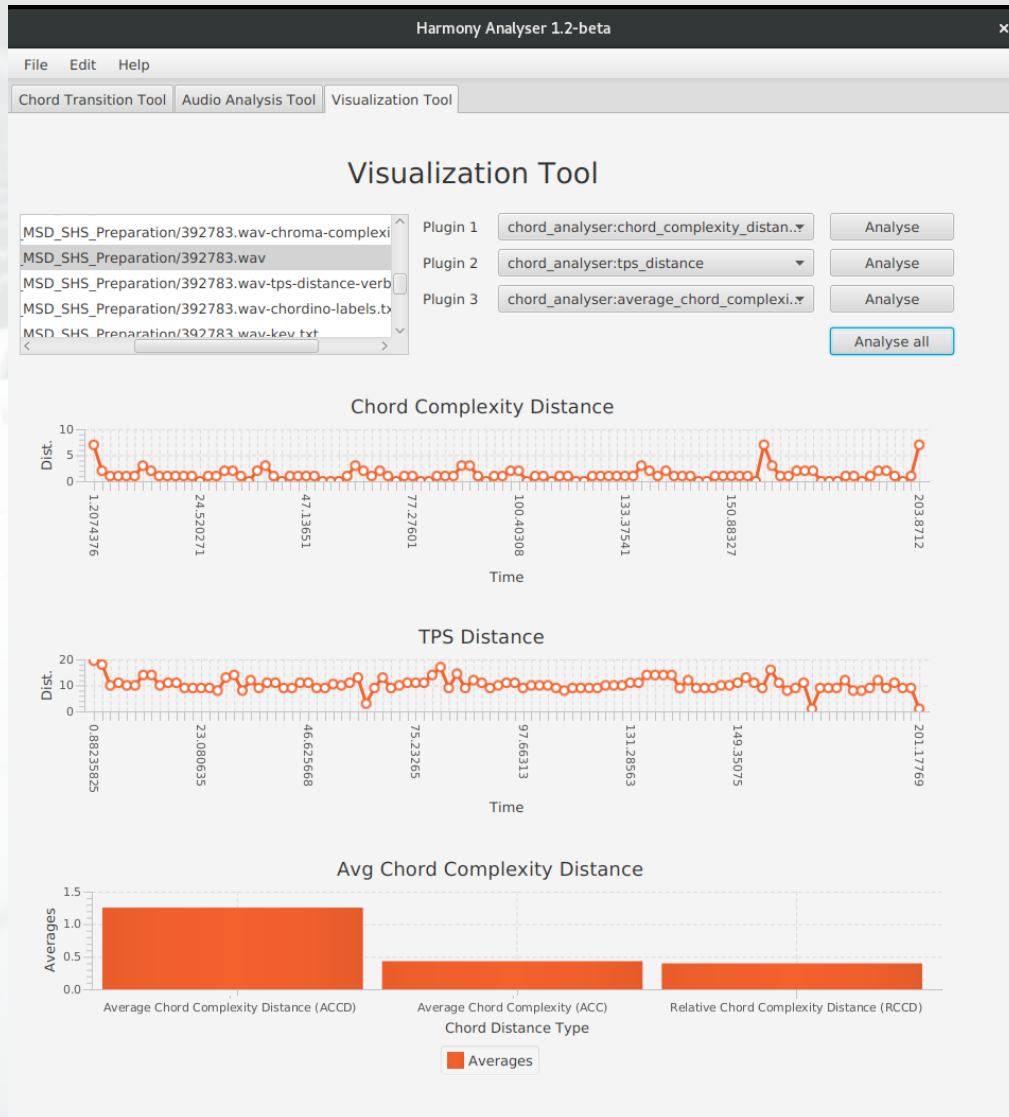 Harmony Analyser 1.2-beta ×
File Edit Help
Chord Transition Tool Audio Analysis Tool Visualization Tool
Visualization Tool
_MSD_SHS_Preparation/392783.wav-chroma-complexi
_MSD_SHS_Preparation/392783.wav
_MSD_SHS_Preparation/392783.wav-tps-distance-verb
_MSD_SHS_Preparation/392783.wav-chordino-labels.tx
_MSD_SHS_Preparation/392783.wav-key.txt
Plugin 1 chord_analyser:chord_complexity_distan... Analyse
Plugin 2 chord_analyser:tps_distance Analyse
Plugin 3 chord_analyser:average_chord_complexi... Analyse
Analyse all
Chord Complexity Distance
Dist.
10
5
0
1.2074376 24.520271 47.13651 77.27601 100.40308 133.37541 150.88327 203.8712
Time
TPS Distance
Dist.
20
10
0
0.88235825 23.080635 46.625668 75.23265 97.66313 131.28563 149.35075 201.17769
Time
Avg Chord Complexity Distance
Averages
1.5
1.0
0.5
0.0
Average Chord Complexity Distance (ACCD) Average Chord Complexity (ACC) Relative Chord Complexity Distance (RCCD)
Chord Distance Type
Averages